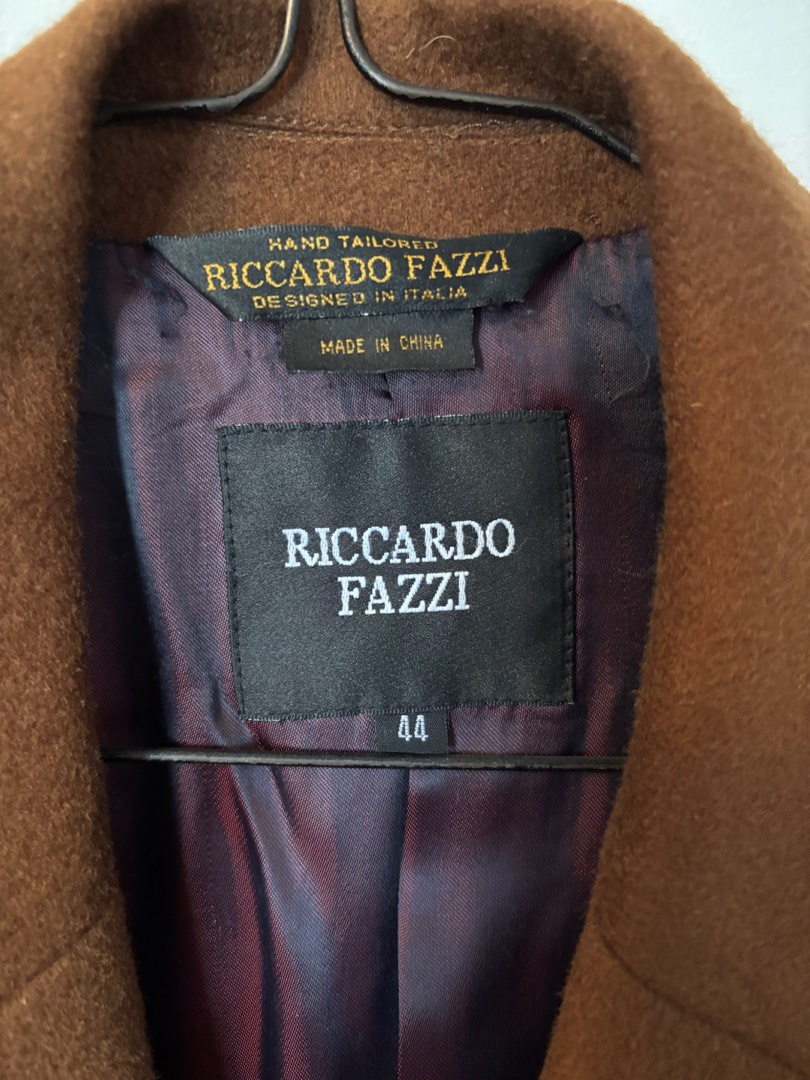 HAND TAILORED
RICCARDO FAZZI
DESIGNED IN ITALIA
MADE IN CHINA
RICCARDO
FAZZI
44